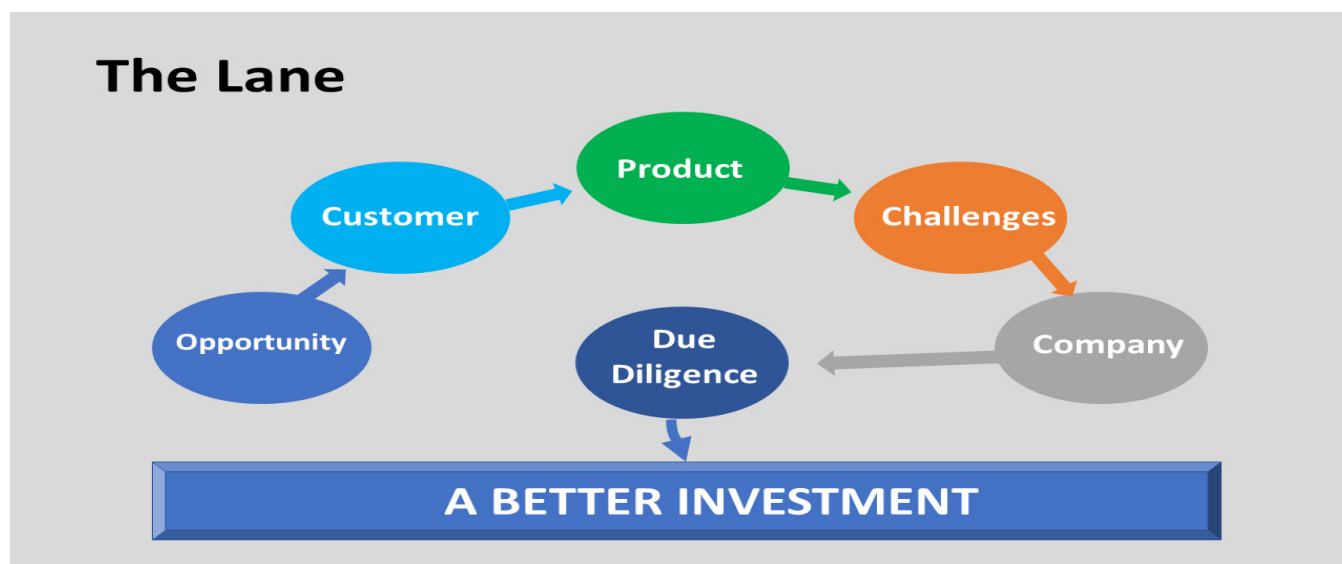 The Lane
Opportunity
Customer
Product
Challenges
Company
Due
Diligence
A BETTER INVESTMENT